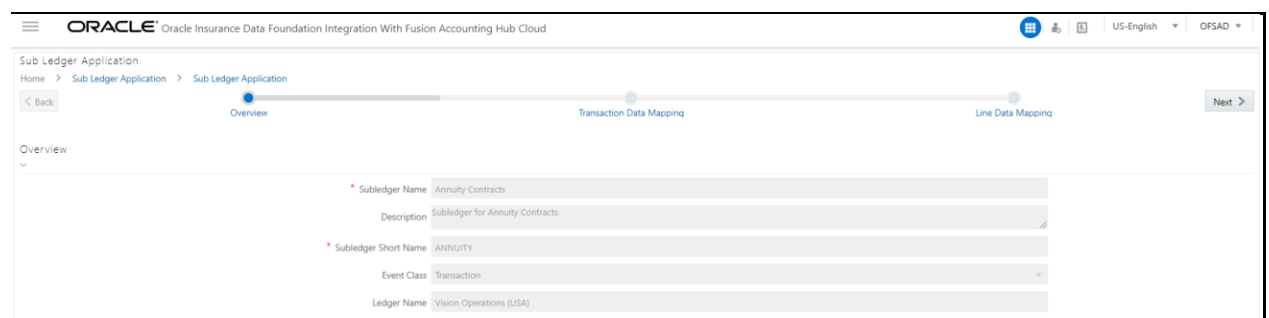 ORACLE® Oracle Insurance Data Foundation Integration With Fusion Accounting Hub Cloud US-English OFSAD
Sub Ledger Application
Home > Sub Ledger Application > Sub Ledger Application
< Back Next >
Overview Transaction Data Mapping Line Data Mapping
Overview
* Subledger Name Annuity Contracts
Description Subledger for Annuity Contracts
* Subledger Short Name ANNUITY
Event Class Transaction
Ledger Name Vision Operations (USA)